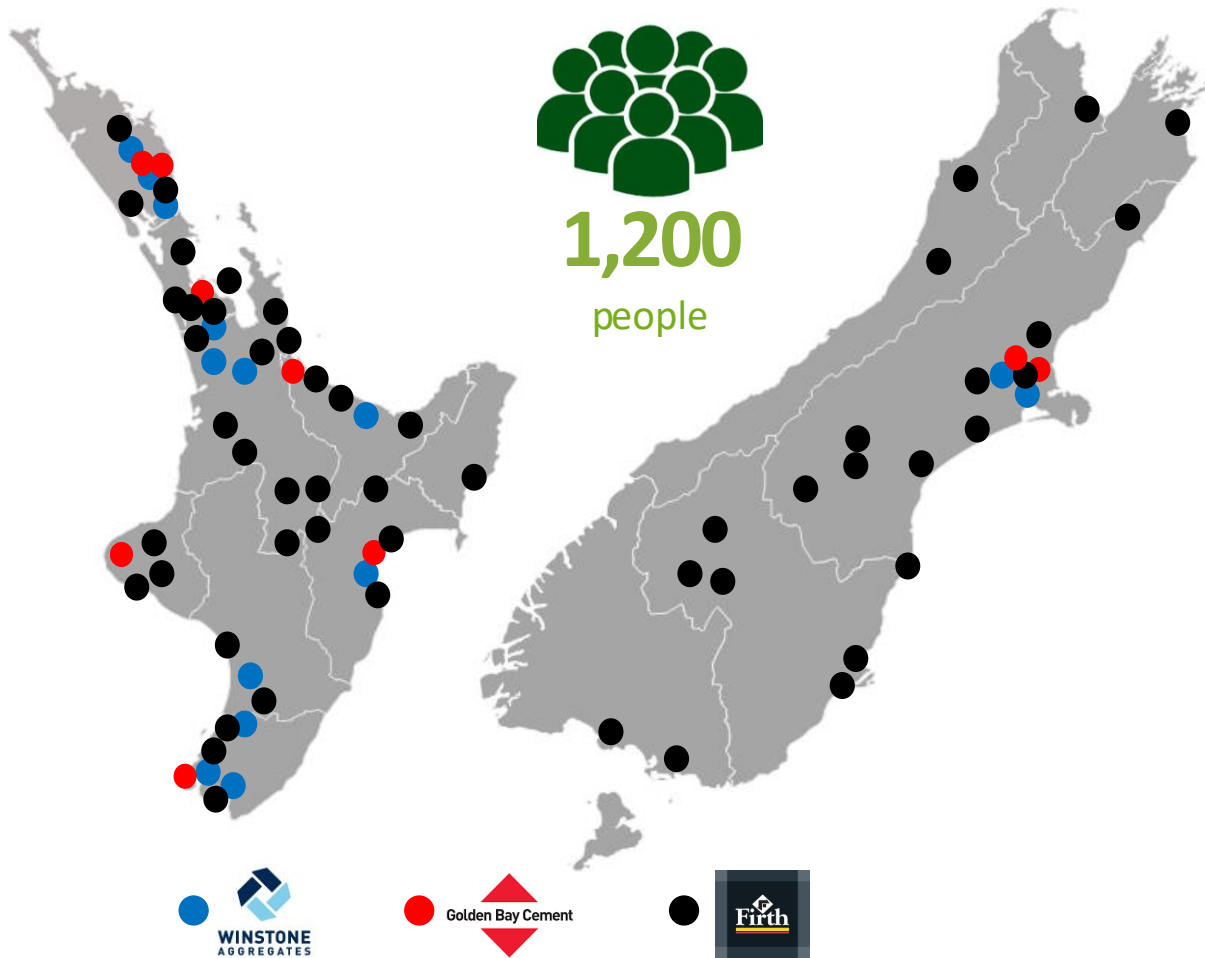 1,200
people
WINSTONE
AGGREGATES
Golden Bay Cement
Firth